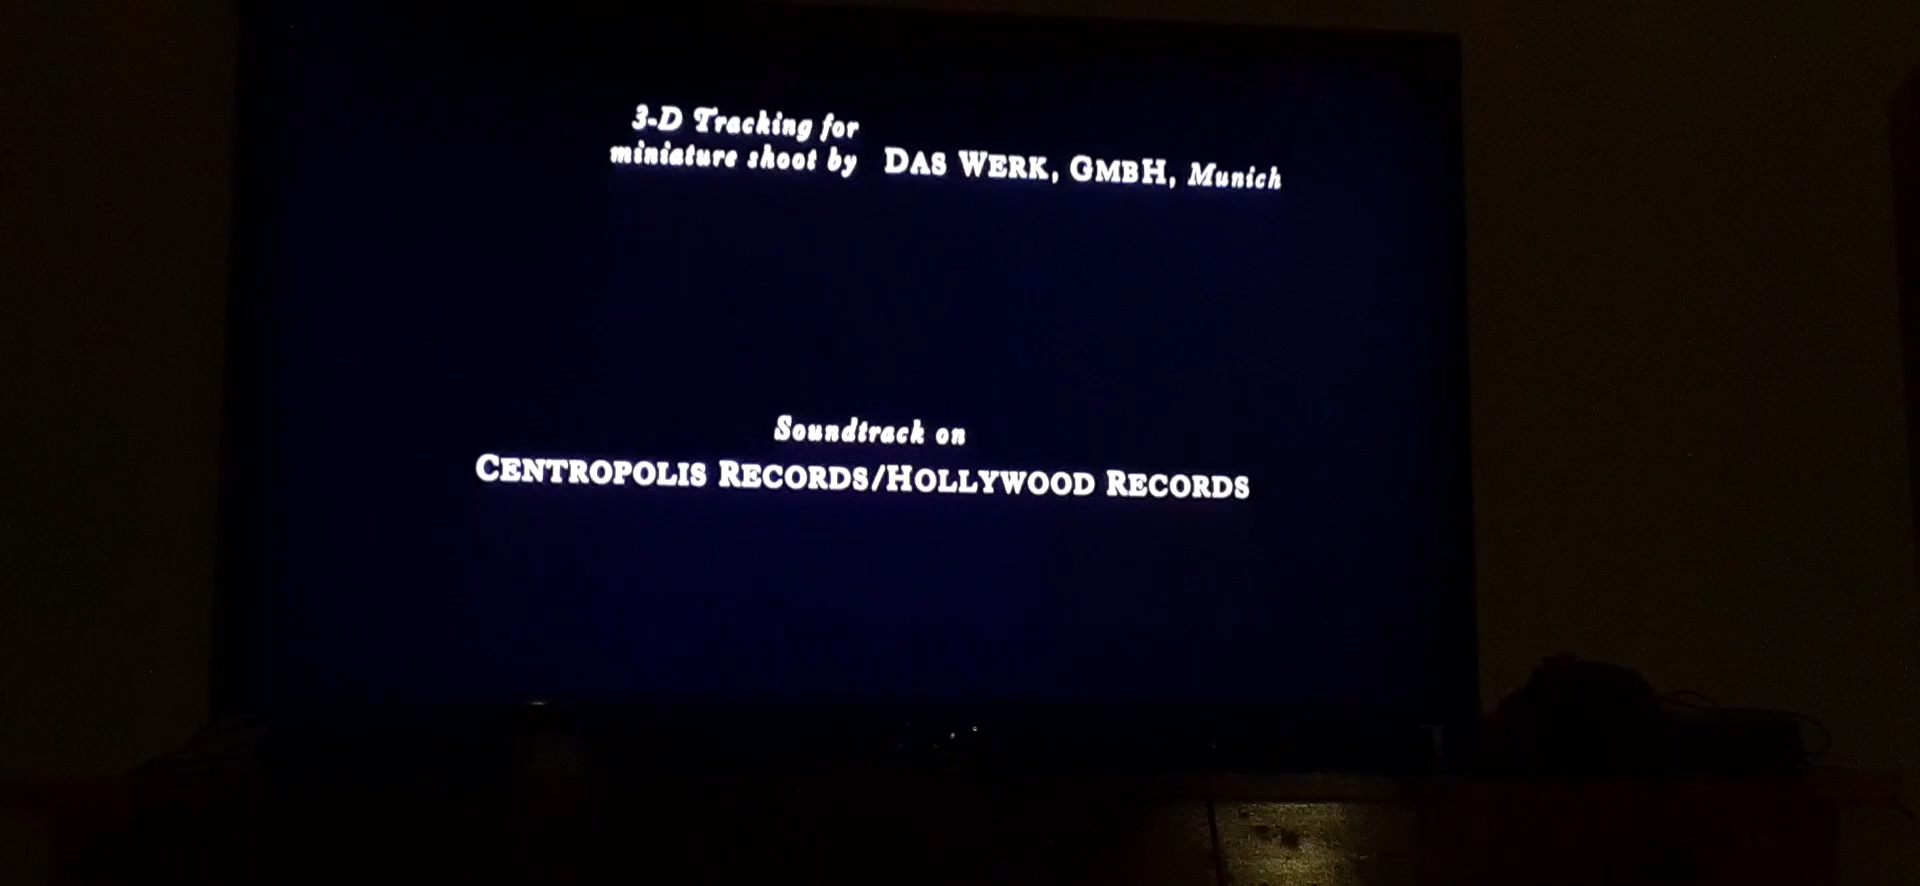 3-D Tracking for
miniature shoot by DAS WERK, GMBH, Munich
Soundtrack on
CENTROPOLIS RECORDS/HOLLYWOOD RECORDS